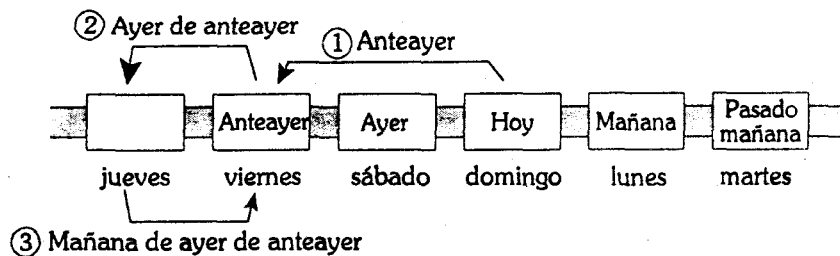 ② Ayer de anteayer
① Anteayer
Anteayer Ayer Hoy Mañana Pasado mañana
jueves viernes sábado domingo lunes martes
③ Mañana de ayer de anteayer